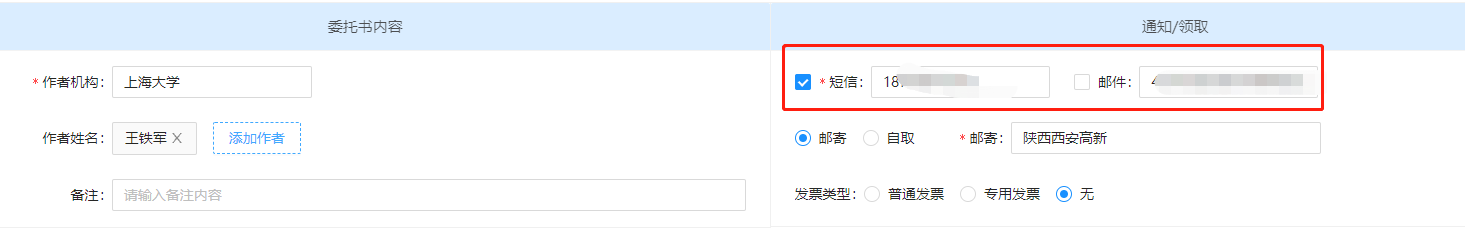 委托书内容
通知/领取
* 作者机构： 上海大学
* 短信： 18
邮件： 4
作者姓名： 王铁军 X 添加作者
邮寄 自取 * 邮寄： 陕西西安高新
备注： 请输入备注内容
发票类型： 普通发票 专用发票 无